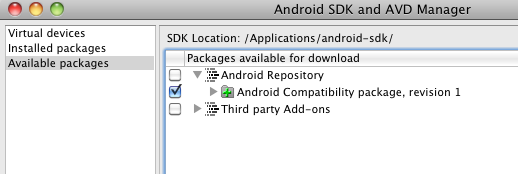 Android SDK and AVD Manager
Virtual devices
Installed packages
Available packages
SDK Location: /Applications/android-sdk/
Packages available for download
Android Repository
Android Compatibility package, revision 1
Third party Add-ons